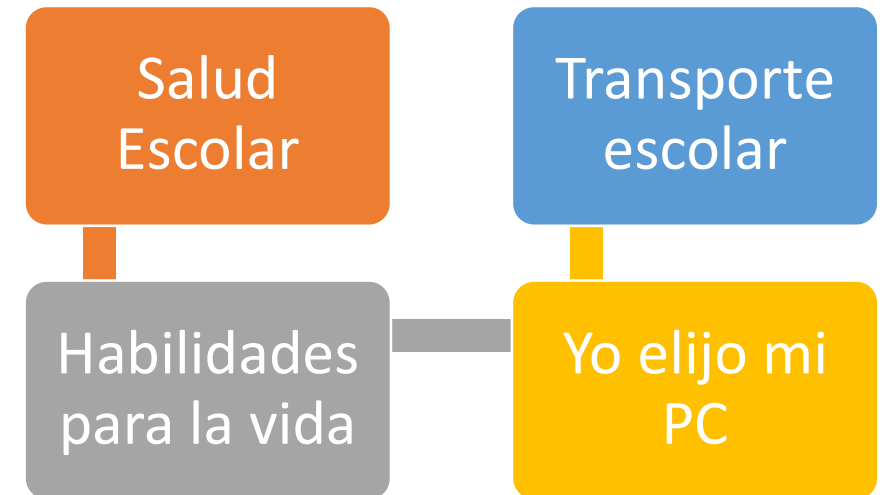 Salud
Escolar
Habilidades
para la vida
Yo elijo mi
PC
Transporte
escolar